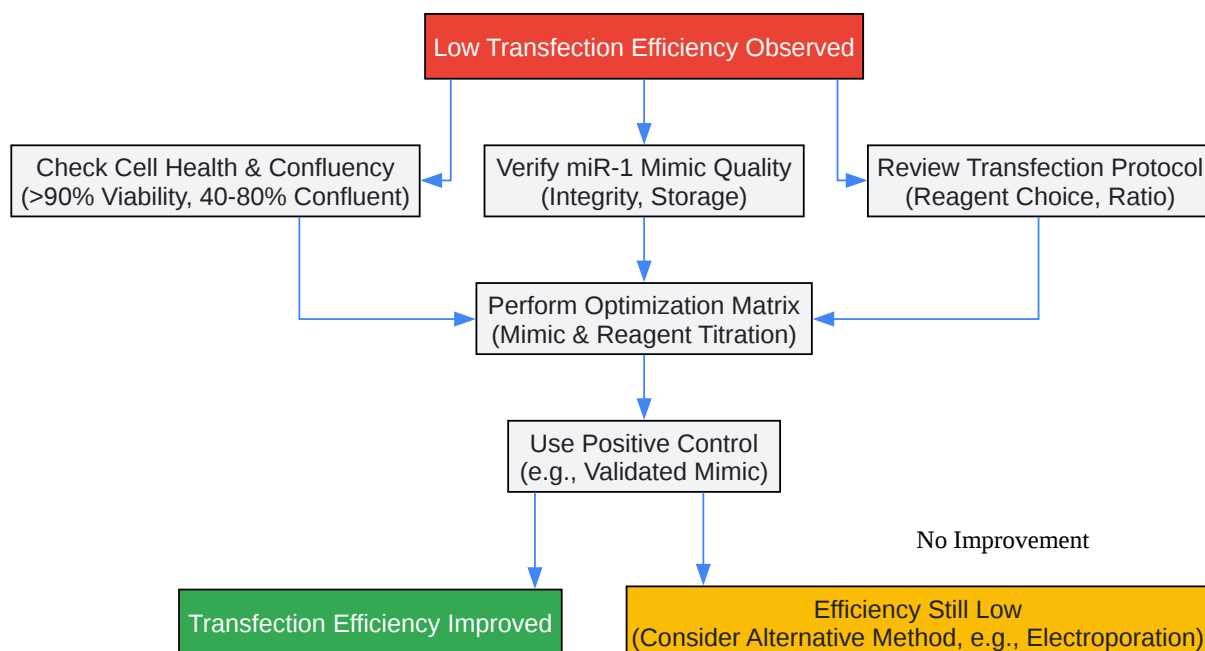 Low Transfection Efficiency Observed
Check Cell Health & Confluency
(>90% Viability, 40-80% Confluent)
Verify miR-1 Mimic Quality
(Integrity, Storage)
Review Transfection Protocol
(Reagent Choice, Ratio)
Perform Optimization Matrix
(Mimic & Reagent Titration)
Use Positive Control
(e.g., Validated Mimic)
No Improvement
Transfection Efficiency Improved
Efficiency Still Low
(Consider Alternative Method, e.g., Electroporation)